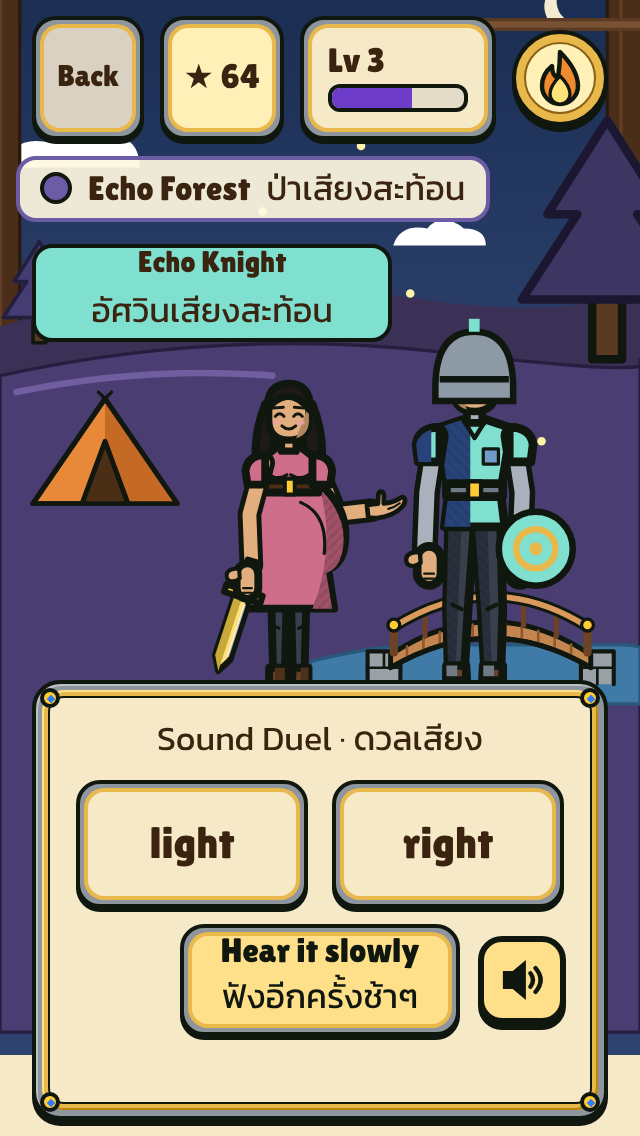 Back
★ 64
Lv 3
Echo Forest ป่าเสียงสะท้อน
Echo Knight
อัศวินเสียงสะท้อน
Sound Duel · ดวลเสียง
light
right
Hear it slowly
ฟังอีกครั้งช้าๆ